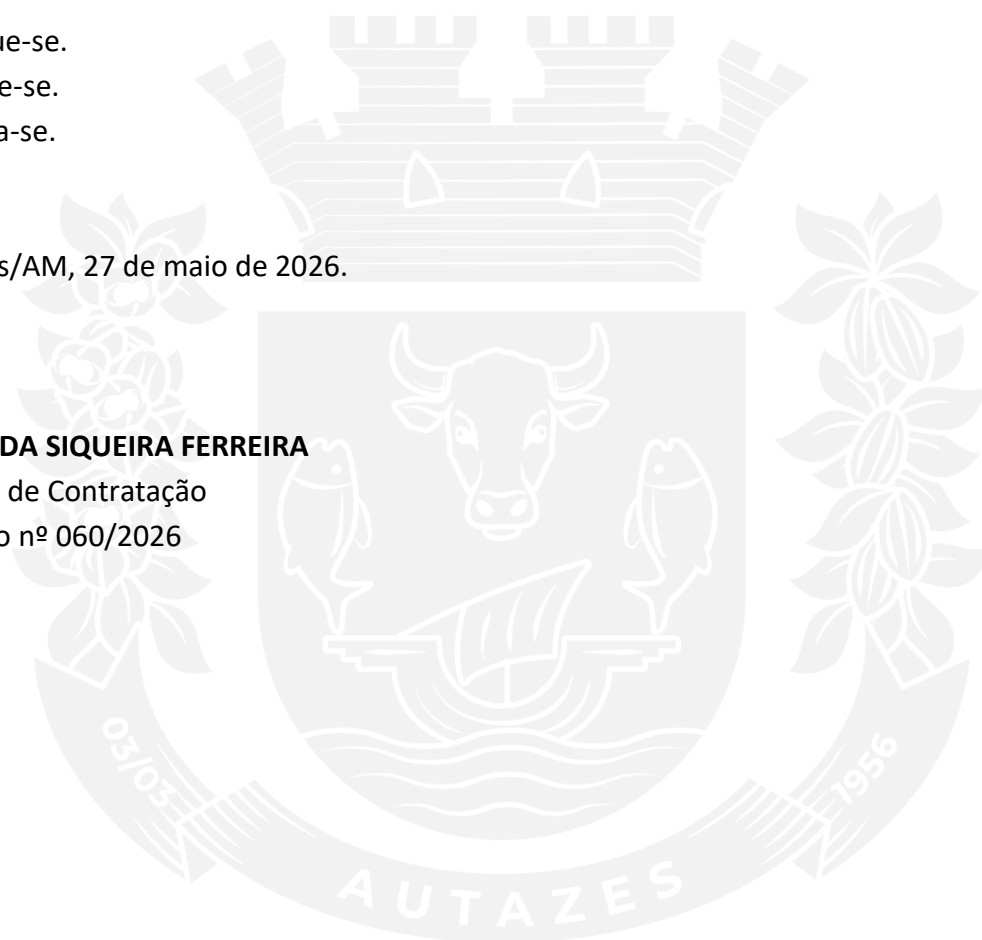 ue-se.
e-se.
a-se.
s/AM, 27 de maio de 2026.
DA SIQUEIRA FERREIRA
de Contratação
o nº 060/2026
03/03
1956
AUTAZES